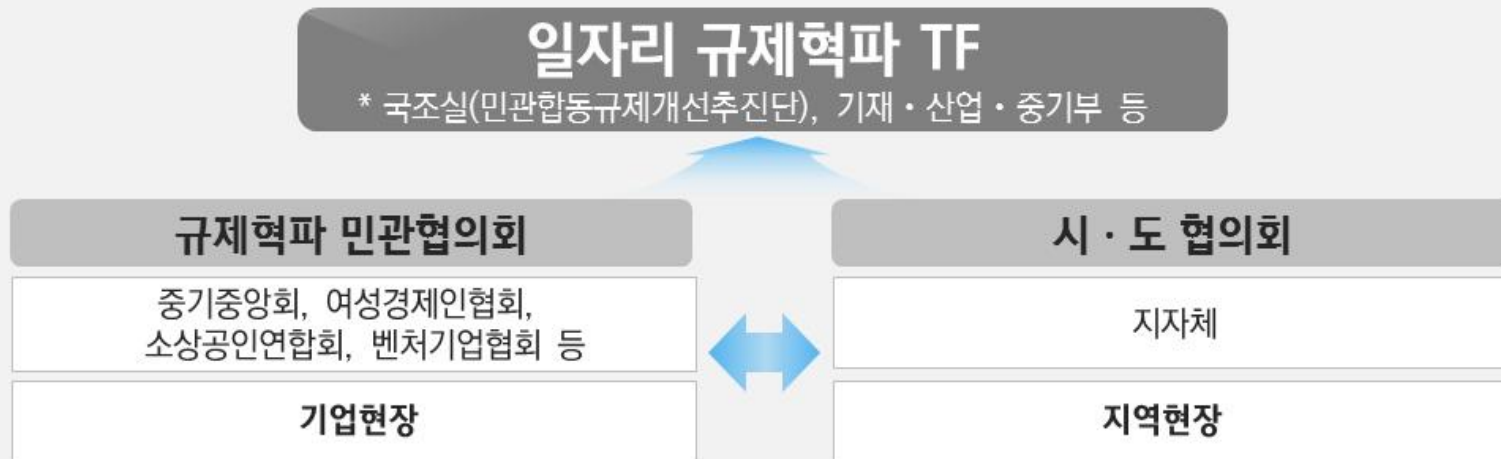 일자리 규제혁파 TF
* 국조실(민관합동규제개선추진단), 기재・산업・중기부 등
규제혁파 민관협의회
중기중앙회, 여성경제인협회,
소상공인연합회, 벤처기업협회 등
기업현장
시・도 협의회
지자체
지역현장